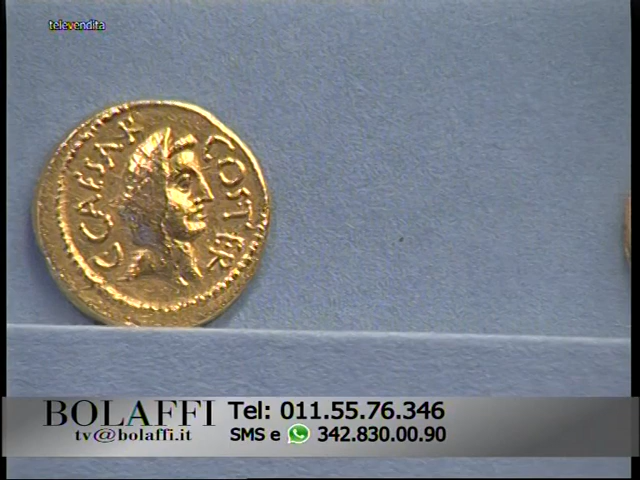 televendita
C CAESAR COS TER
BOLAFFI
tv@bolaffi.it
Tel: 011.55.76.346
SMS e 342.830.00.90